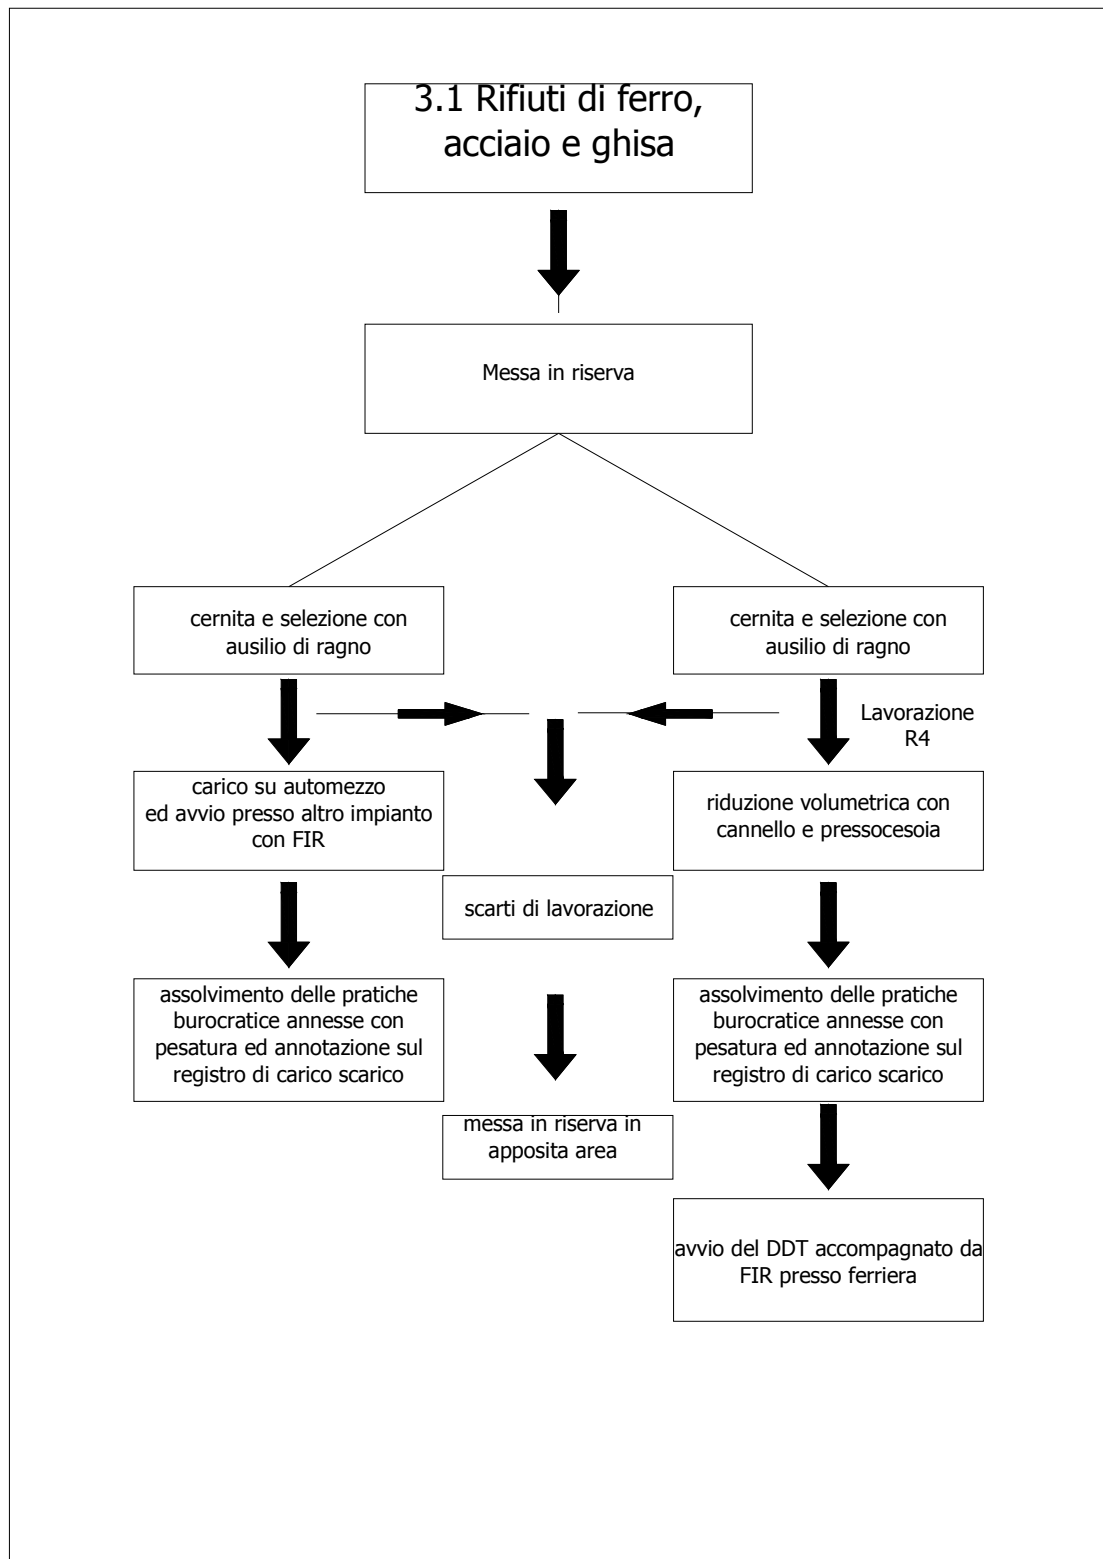 3.1 Rifiuti di ferro,
acciaio e ghisa
Messa in riserva
cernita e selezione con
ausilio di ragno
cernita e selezione con
ausilio di ragno
Lavorazione
R4
carico su automezzo
ed avvio presso altro impianto
con FIR
riduzione volumetrica con
cannello e pressocesoia
scarti di lavorazione
assolvimento delle pratiche
burocratice annesse con
pesatura ed annotazione sul
registro di carico scarico
assolvimento delle pratiche
burocratice annesse con
pesatura ed annotazione sul
registro di carico scarico
messa in riserva in
apposita area
avvio del DDT accompagnato da
FIR presso ferriera